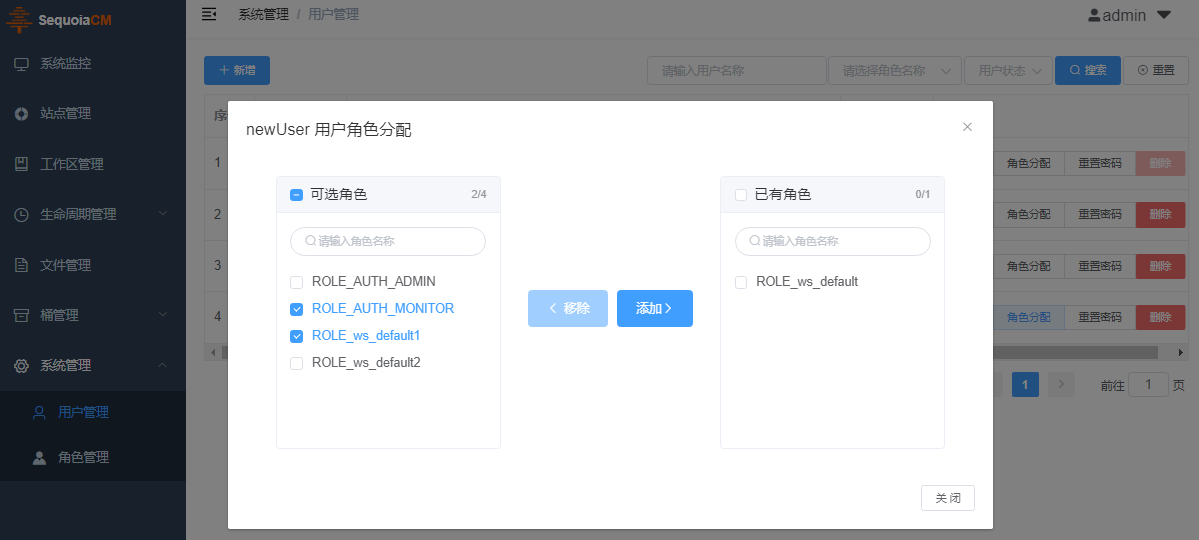 SequoiaCM
系统管理 / 用户管理
admin
系统监控
站点管理
工作区管理
生命周期管理
文件管理
桶管理
系统管理
用户管理
角色管理
新增
请输入用户名称
请选择角色名称
用户状态
搜索
重置
newUser 用户角色分配
可选角色 2/4
请输入角色名称
ROLE_AUTH_ADMIN
ROLE_AUTH_MONITOR
ROLE_ws_default1
ROLE_ws_default2
移除
添加
已有角色 0/1
请输入角色名称
ROLE_ws_default
关 闭
1 角色分配 重置密码 删除
2 角色分配 重置密码 删除
3 角色分配 重置密码 删除
4 角色分配 重置密码 删除
1
前往 1 页